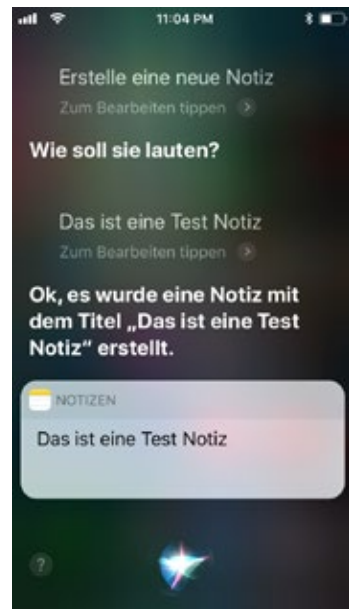 11:04 PM
Erstelle eine neue Notiz
Zum Bearbeiten tippen
Wie soll sie lauten?
Das ist eine Test Notiz
Zum Bearbeiten tippen
Ok, es wurde eine Notiz mit
dem Titel „Das ist eine Test
Notiz“ erstellt.
NOTIZEN
Das ist eine Test Notiz
?